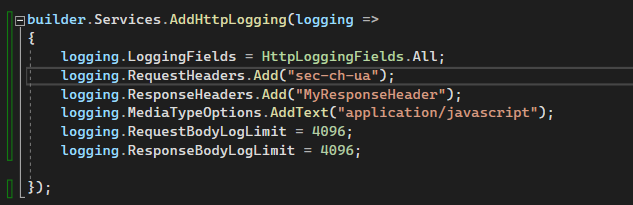 builder.Services.AddHttpLogging(logging =>
{
    logging.LoggingFields = HttpLoggingFields.All;
    logging.RequestHeaders.Add("sec-ch-ua");
    logging.ResponseHeaders.Add("MyResponseHeader");
    logging.MediaTypeOptions.AddText("application/javascript");
    logging.RequestBodyLogLimit = 4096;
    logging.ResponseBodyLogLimit = 4096;

});